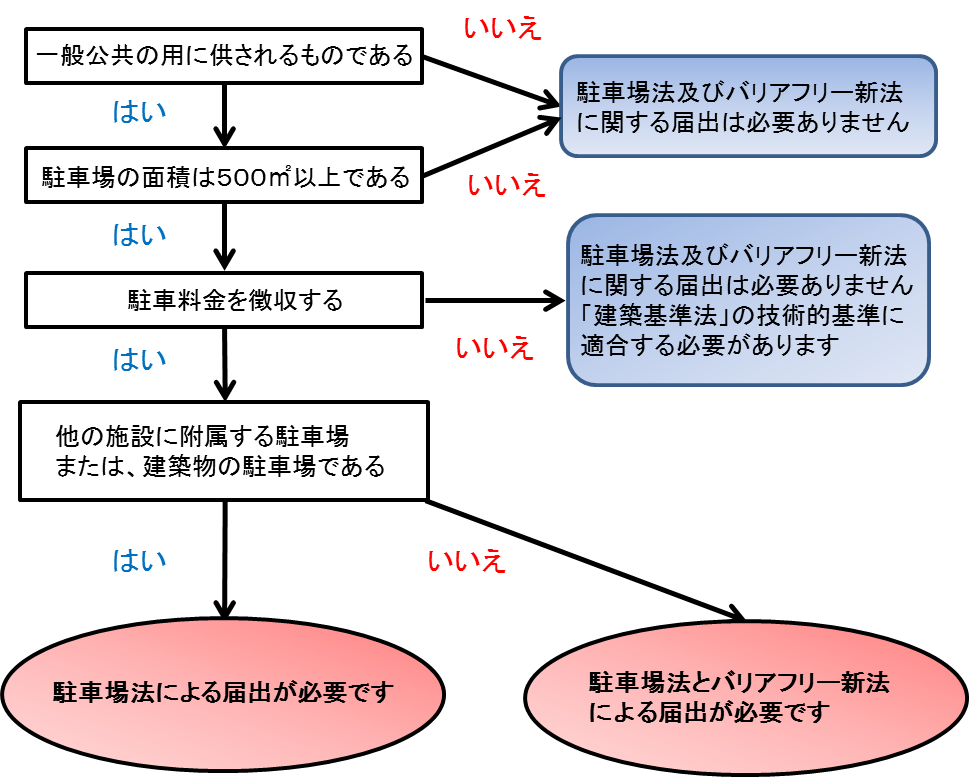 一般公共の用に供されるものである
いいえ
駐車場法及びバリアフリー新法
に関する届出は必要ありません
はい
駐車場の面積は５００㎡以上である
いいえ
はい
駐車場法及びバリアフリー新法
に関する届出は必要ありません
「建築基準法」の技術的基準に
適合する必要があります
駐車料金を徴収する
いいえ
はい
他の施設に附属する駐車場
または、建築物の駐車場である
はい
いいえ
駐車場法による届出が必要です
駐車場法とバリアフリー新法
による届出が必要です